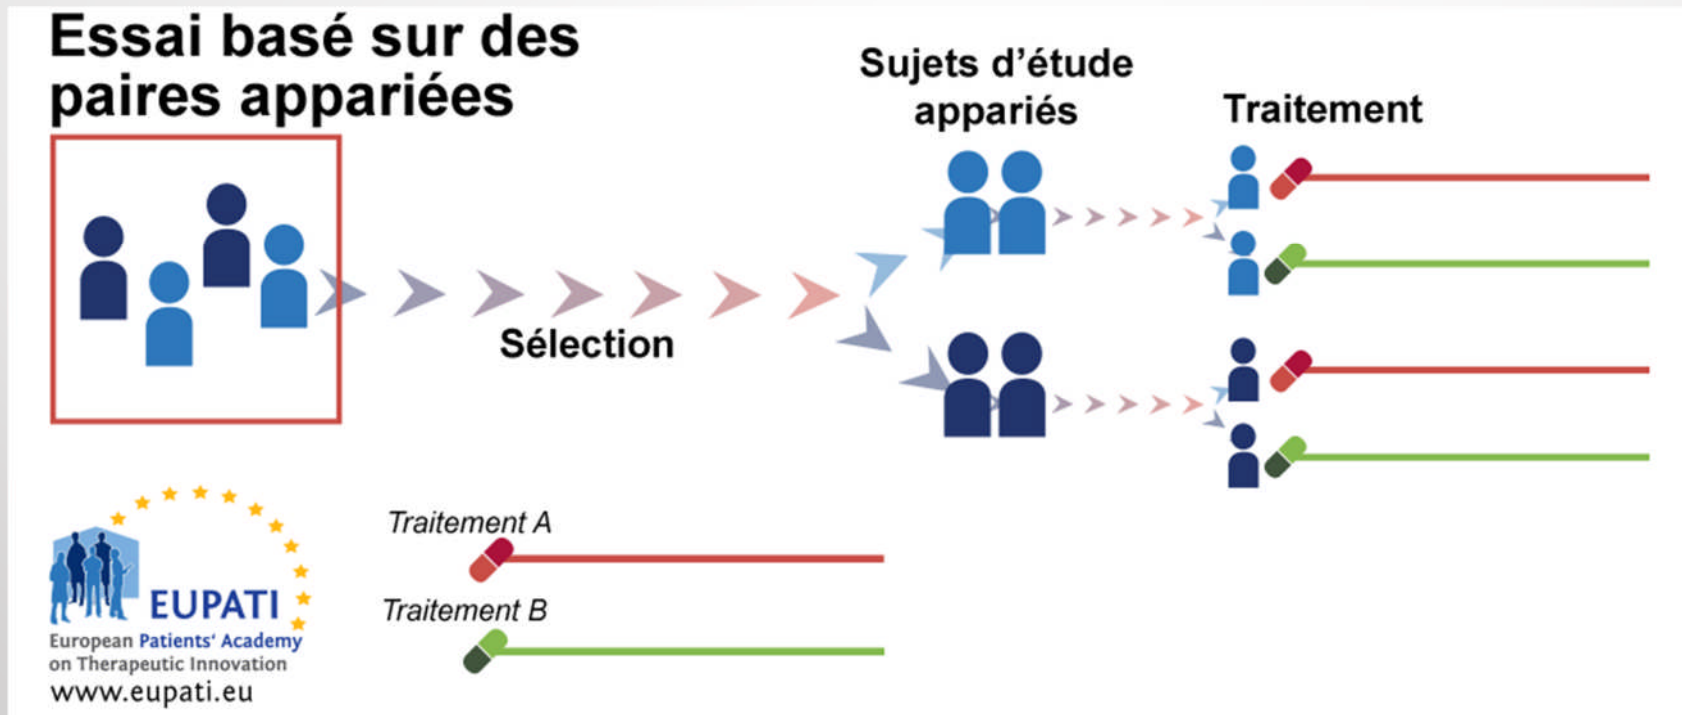 Essai basé sur des
paires appariées
Sujets d’étude
appariés
Traitement
Sélection
Traitement A
Traitement B
EUPATI
European Patients’ Academy
on Therapeutic Innovation
www.eupati.eu